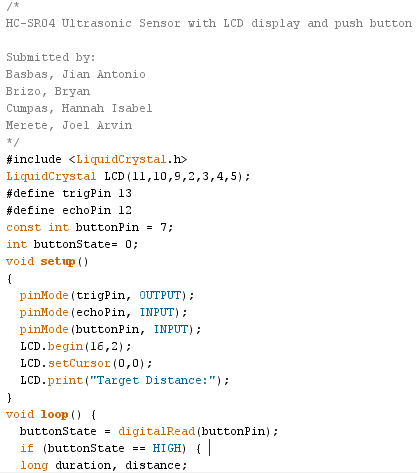 /*
HC-SR04 Ultrasonic Sensor with LCD display and push button
Submitted by:
Basbas, Jian Antonio
Brizo, Bryan
Cumpas, Hannah Isabel
Merete, Joel Arvin
*/
#include <LiquidCrystal.h>
LiquidCrystal LCD(11,10,9,2,3,4,5);
#define trigPin 13
#define echoPin 12
const int buttonPin = 7;
int buttonState= 0;
void setup()
{
  pinMode(trigPin, OUTPUT);
  pinMode(echoPin, INPUT);
  pinMode(buttonPin, INPUT);
  LCD.begin(16,2);
  LCD.setCursor(0,0);
  LCD.print("Target Distance:");
}
void loop() {
  buttonState = digitalRead(buttonPin);
  if (buttonState == HIGH) {
  long duration, distance;